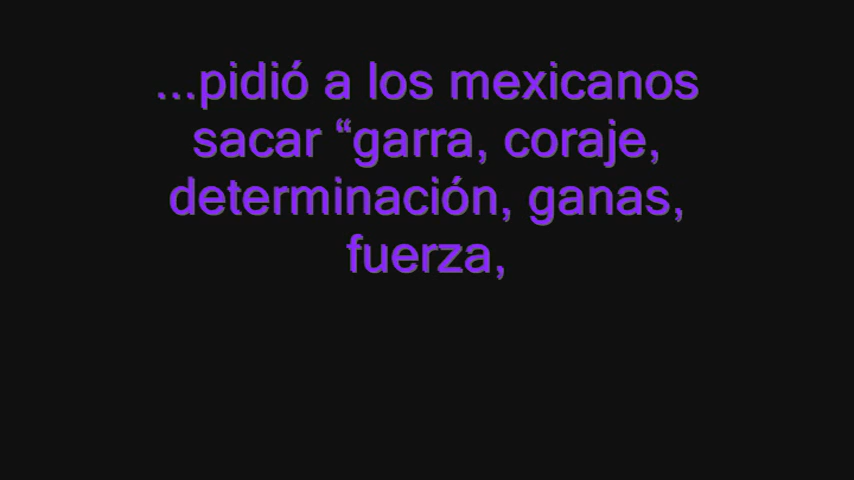 ...pidió a los mexicanos
sacar “garra, coraje,
determinación, ganas,
fuerza,